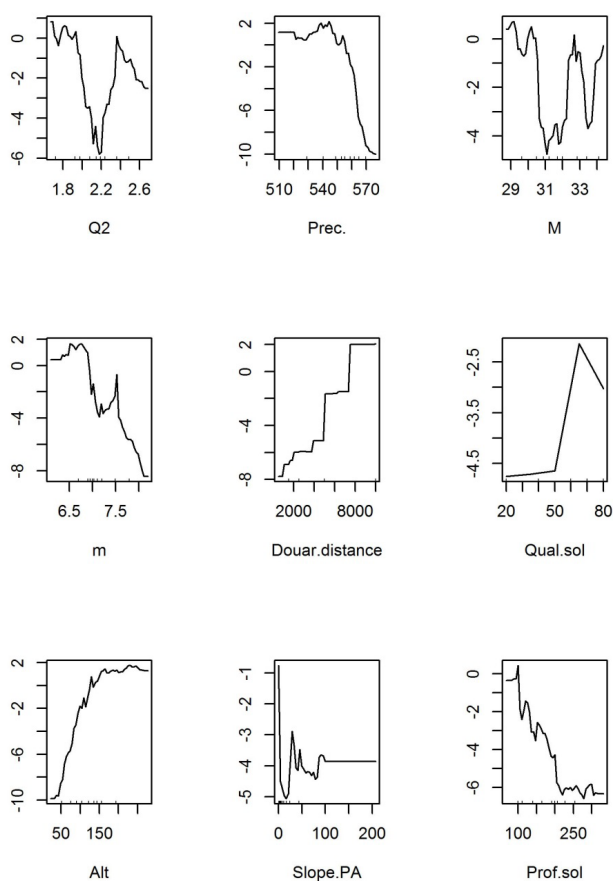 0
-2
-4
-6
1.8 2.2 2.6
Q2
2
-2
-6
-10
510 540 570
Prec.
0
-2
-4
29 31 33
M
2
0
-4
-8
6.5 7.5
m
2
0
-4
-8
2000 8000
Douar.distance
-2.5
-3.5
-4.5
20 50 80
Qual.sol
2
-2
-6
-10
50 150
Alt
-1
-2
-3
-4
-5
0 100 200
Slope.PA
0
-2
-4
-6
100 250
Prof.sol